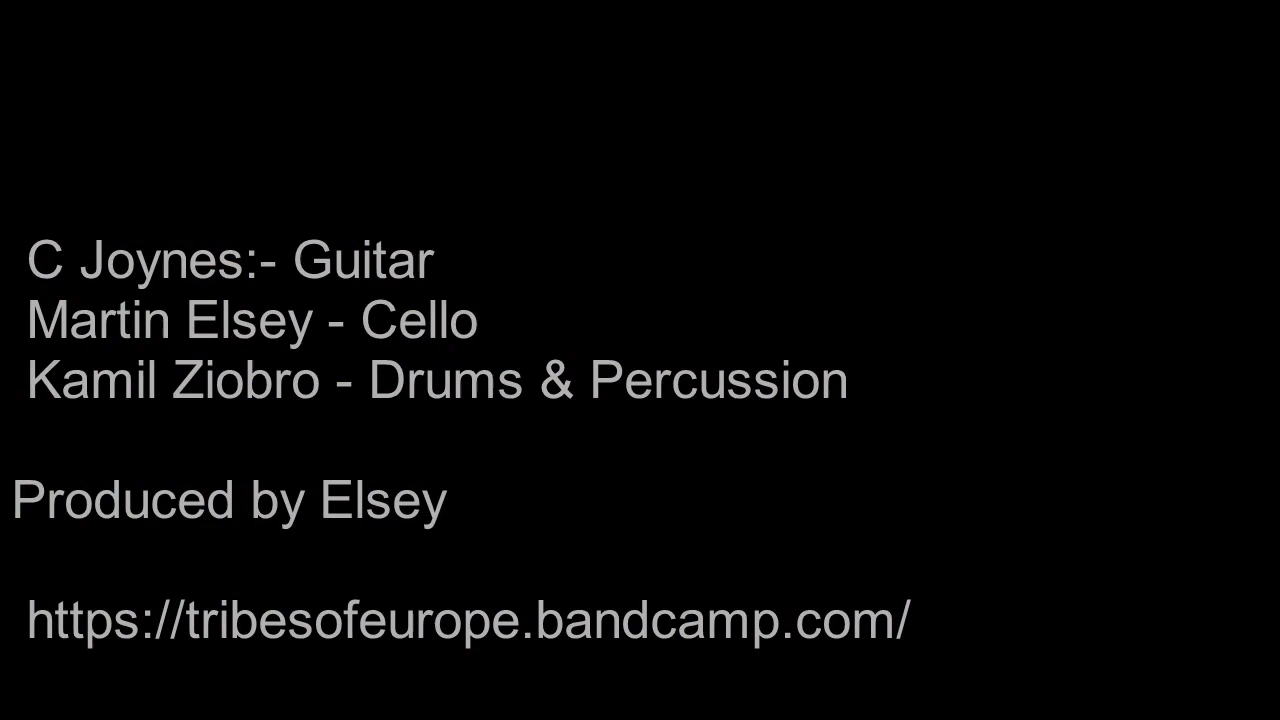 C Joynes:- Guitar
Martin Elsey - Cello
Kamil Ziobro - Drums & Percussion
Produced by Elsey
https://tribesofeurope.bandcamp.com/